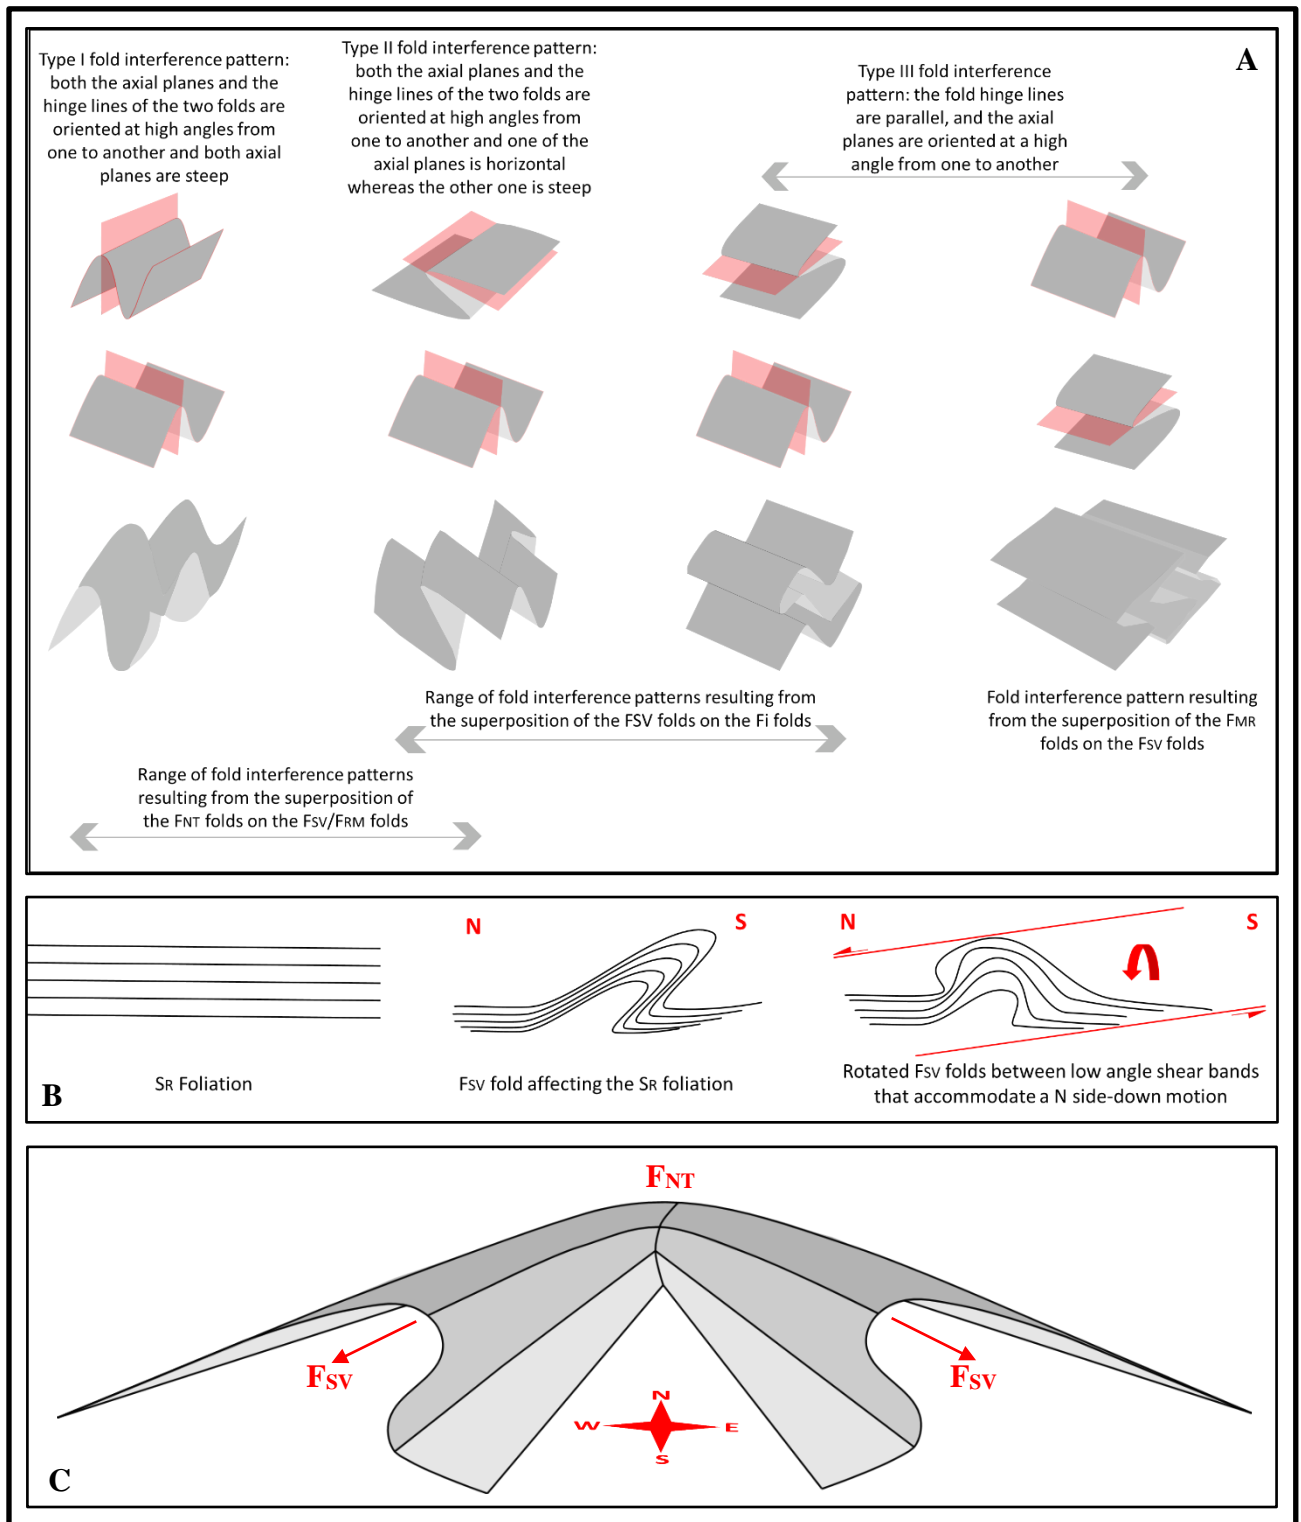 Type I fold interference pattern:
both the axial planes and the
hinge lines of the two folds are
oriented at high angles from
one to another and both axial
planes are steep
Type II fold interference pattern:
both the axial planes and the
hinge lines of the two folds are
oriented at high angles from
one to another and one of the
axial planes is horizontal
whereas the other one is steep
Type III fold interference
pattern: the fold hinge lines
are parallel, and the axial
planes are oriented at a high
angle from one to another
A
Range of fold interference patterns resulting from
the superposition of the FSV folds on the Fi folds
Fold interference pattern resulting
from the superposition of the FMR
folds on the FSV folds
Range of fold interference patterns
resulting from the superposition of
the FNT folds on the FSV/FRM folds
N
S
N
S
SR Foliation
FSV fold affecting the SR foliation
Rotated FSV folds between low angle shear bands
that accommodate a N side-down motion
B
FNT
FSV
FSV
N
W
E
S
C